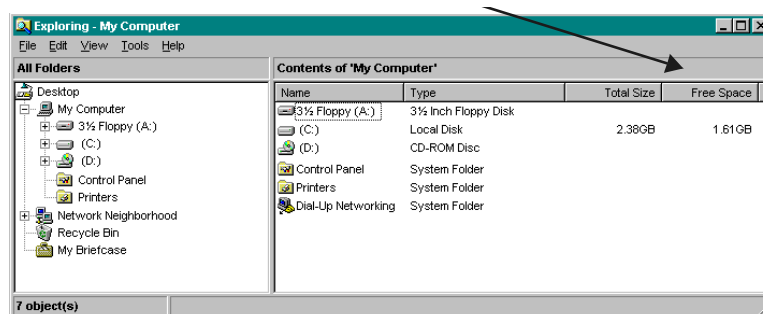 Exploring - My Computer
File Edit View Tools Help
All Folders Contents of 'My Computer'
Desktop
My Computer
3½ Floppy (A:)
(C:)
(D:)
Control Panel
Printers
Network Neighborhood
Recycle Bin
My Briefcase
Name Type Total Size Free Space
3½ Floppy (A:) 3½ Inch Floppy Disk
(C:) Local Disk 2.38GB 1.61GB
(D:) CD-ROM Disc
Control Panel System Folder
Printers System Folder
Dial-Up Networking System Folder
7 object(s)